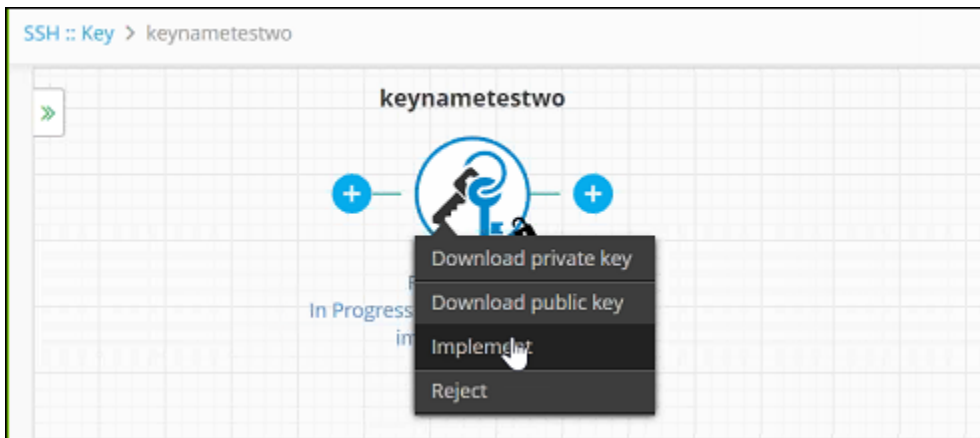 SSH :: Key > keynametestwo
keynametestwo
Download private key
Download public key
In Progress
Implement
Reject